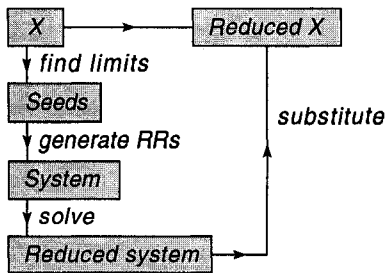 X
Reduced X
find limits
Seeds
substitute
generate RRs
System
solve
Reduced system